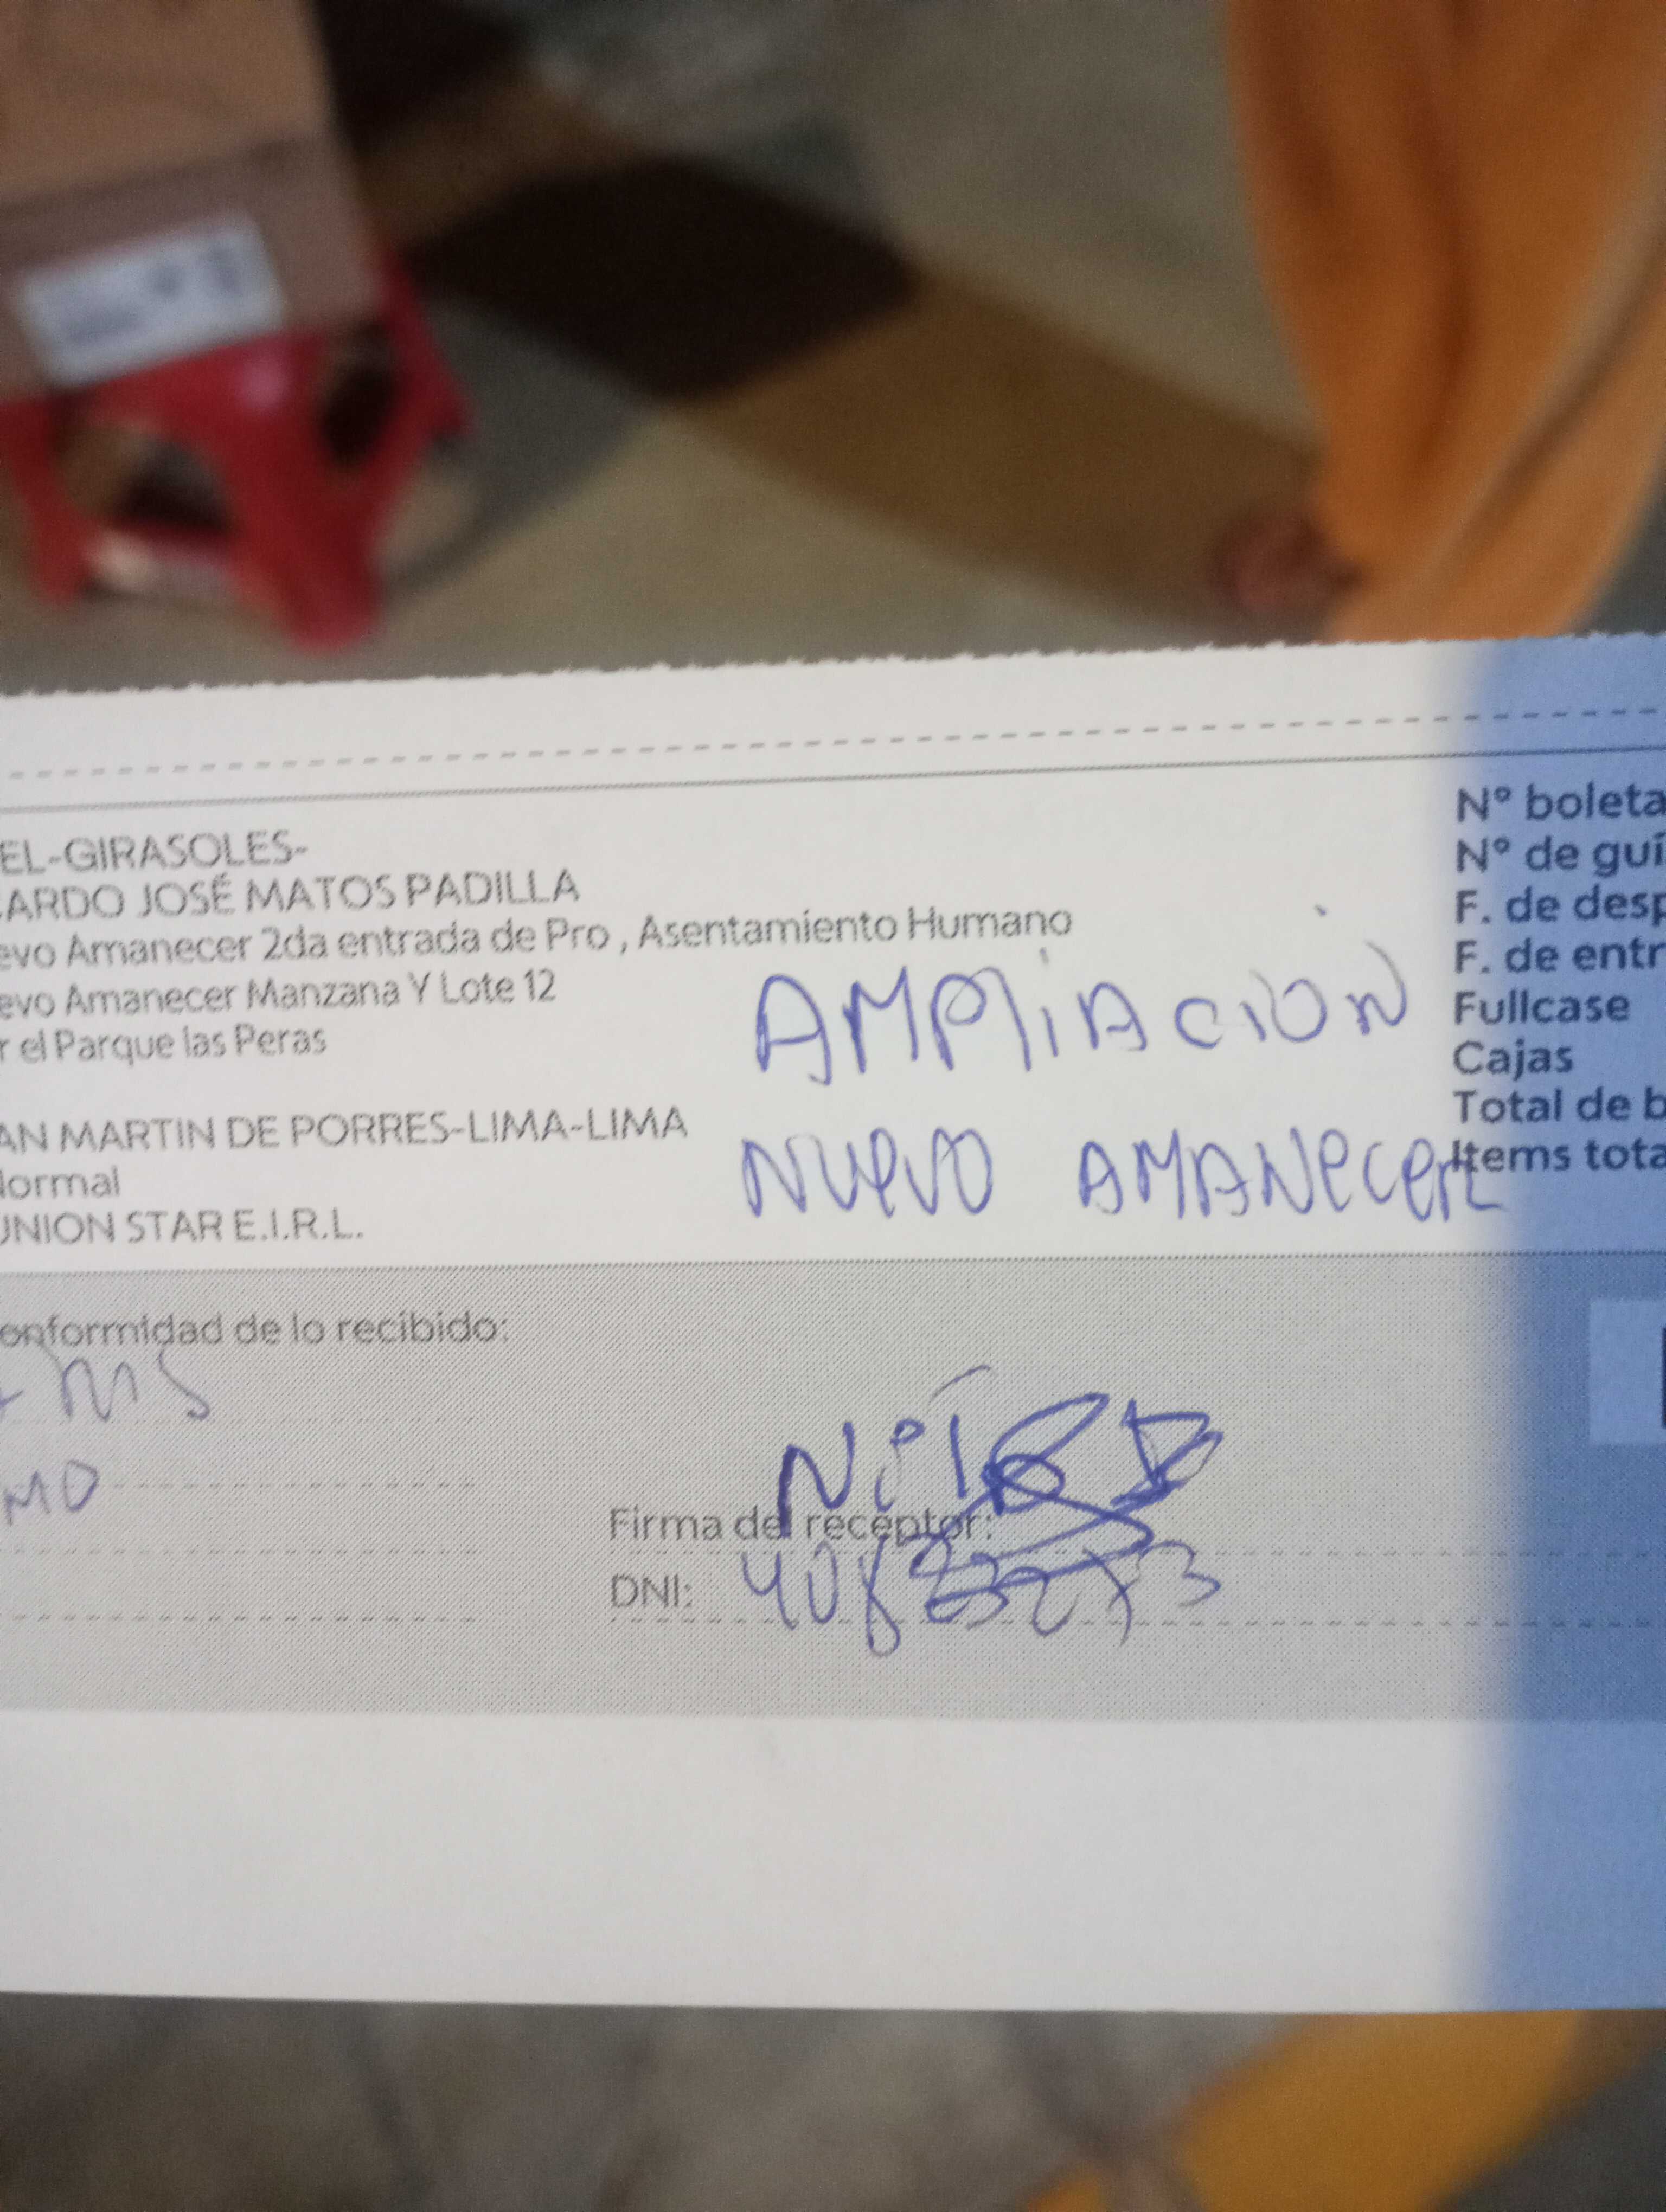 EL-GIRASOLES-
CARDO JOSÉ MATOS PADILLA
evo Amanecer 2da entrada de Pro , Asentamiento Humano
evo Amanecer Manzana Y Lote 12
r el Parque las Peras
AN MARTIN DE PORRES-LIMA-LIMA
Normal
UNION STAR E.I.R.L.
AMPLIACION
NUEVO AMANECER
Nº boleta
Nº de guí
F. de desp
F. de entr
Fullcase
Cajas
Total de b
Items tota
onformidad de lo recibido:
Firma del receptor:
DNI: